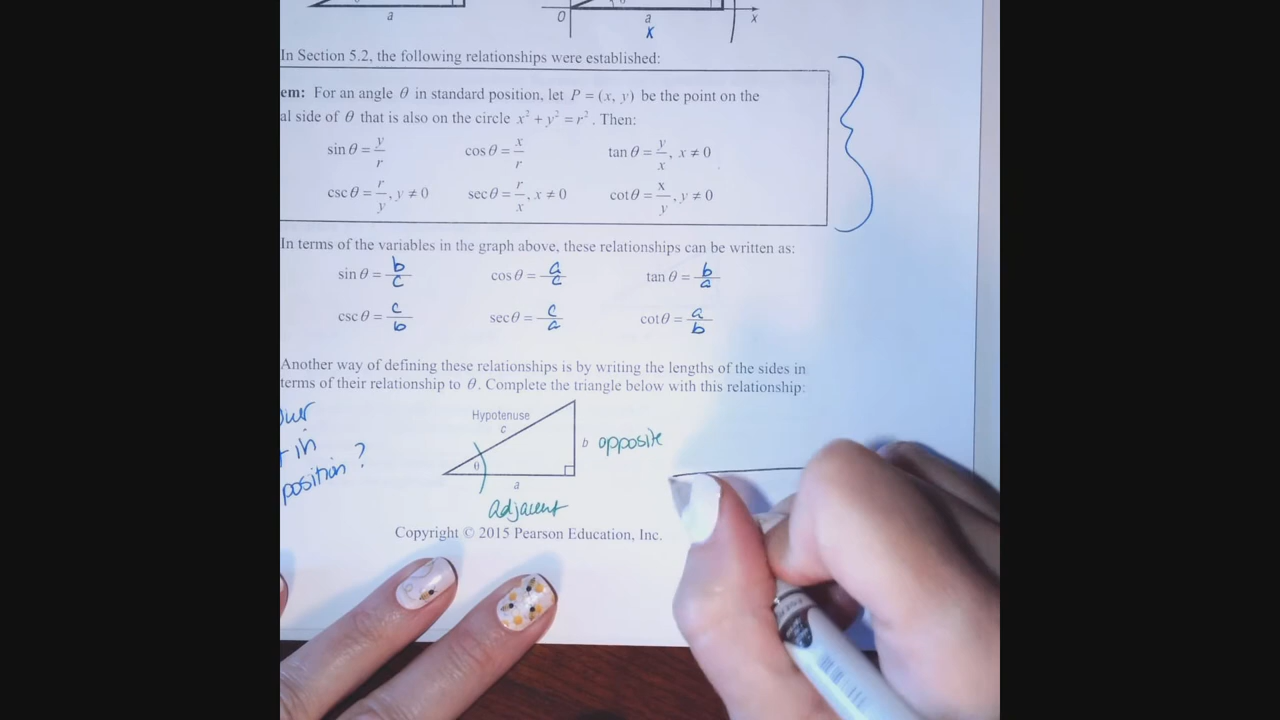 a
O a x
x
In Section 5.2, the following relationships were established:
em: For an angle θ in standard position, let P = (x, y) be the point on the
al side of θ that is also on the circle x² + y² = r². Then:
sin θ = y/r cos θ = x/r tan θ = y/x, x ≠ 0
csc θ = r/y, y ≠ 0 sec θ = r/x, x ≠ 0 cot θ = x/y, y ≠ 0
In terms of the variables in the graph above, these relationships can be written as:
sin θ = b/c cos θ = a/c tan θ = b/a
csc θ = c/b sec θ = c/a cot θ = a/b
Another way of defining these relationships is by writing the lengths of the sides in
terms of their relationship to θ. Complete the triangle below with this relationship:
Hypotenuse
c
b opposite
in
position?
θ
a
adjacent
Copyright © 2015 Pearson Education, Inc.